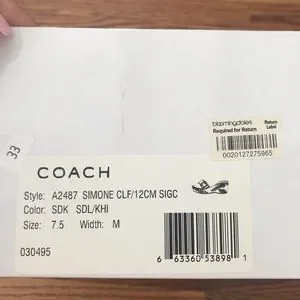 bloomingdales
Return
Required for Return
Label
0020127275965
33
COACH
Style: A2487 SIMONE CLF/12CM SIGC
Color: SDK SDL/KHI
Size: 7.5 Width: M
030495
6 63360 53898 1